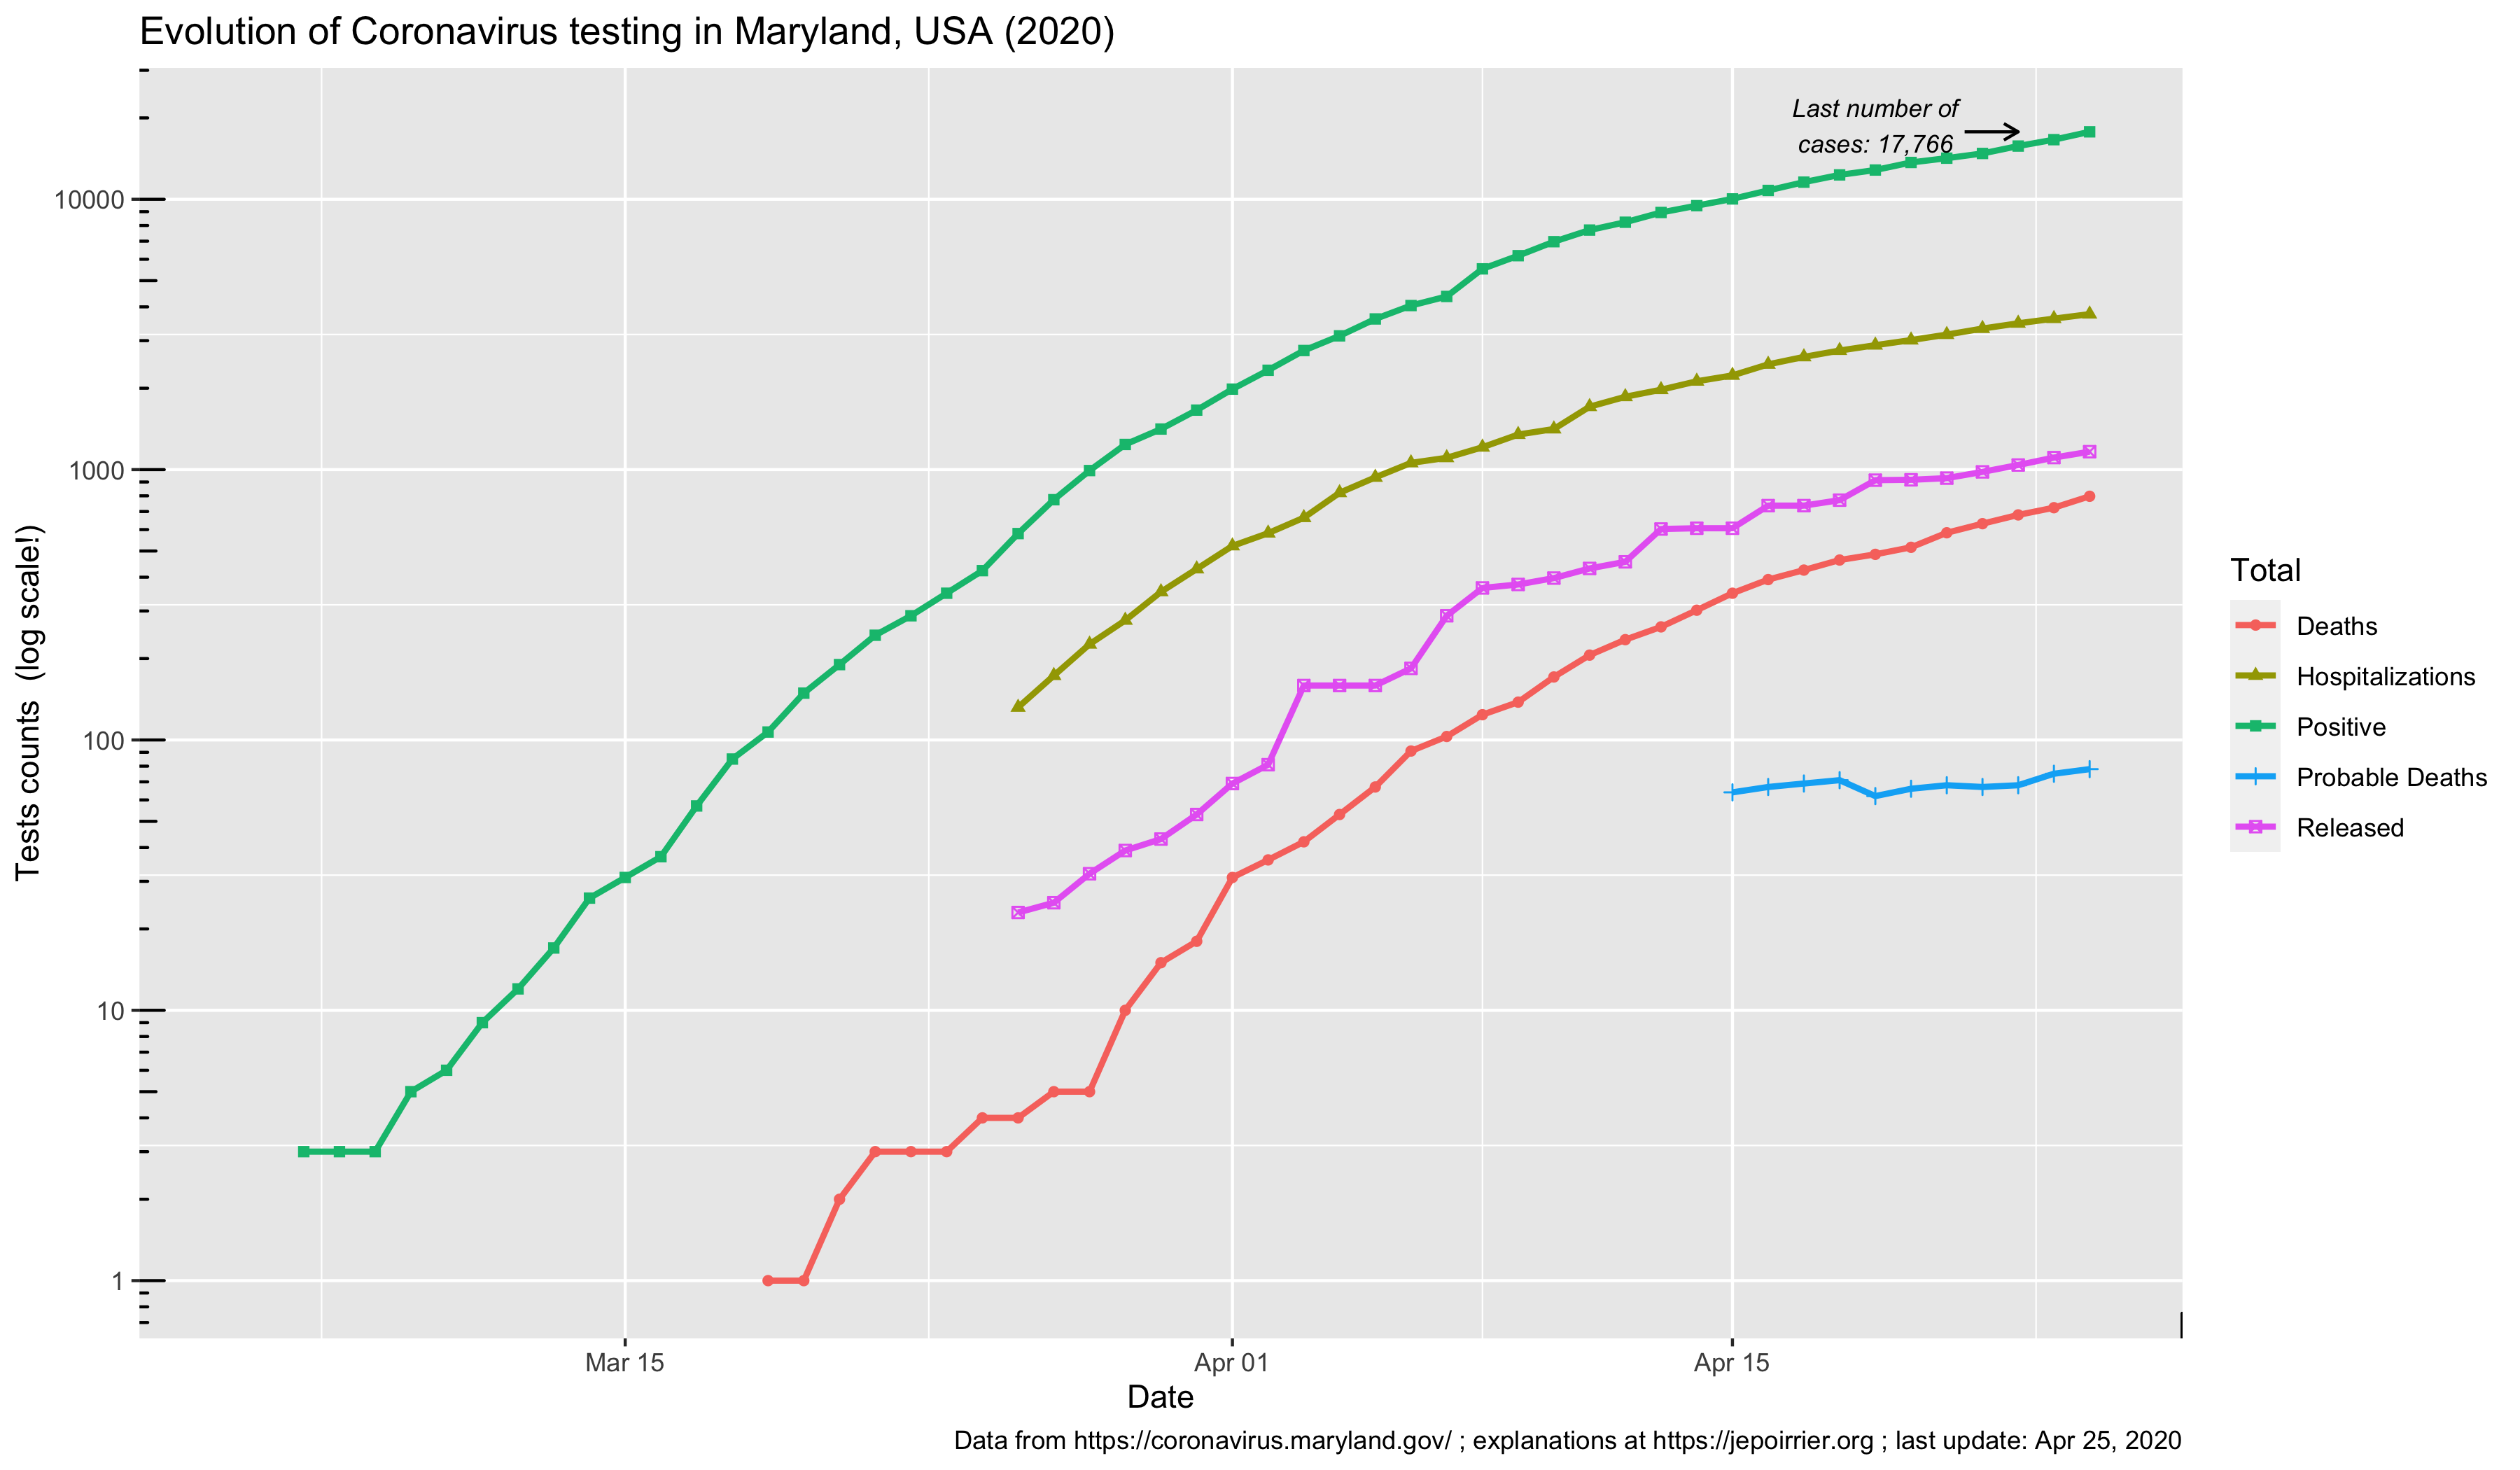 Evolution of Coronavirus testing in Maryland, USA (2020)
Last number of
cases: 17,766
10000
1000
100
10
1
Tests counts  (log scale!)
Mar 15
Apr 01
Apr 15
Date
Total
Deaths
Hospitalizations
Positive
Probable Deaths
Released
Data from https://coronavirus.maryland.gov/ ; explanations at https://jepoirrier.org ; last update: Apr 25, 2020